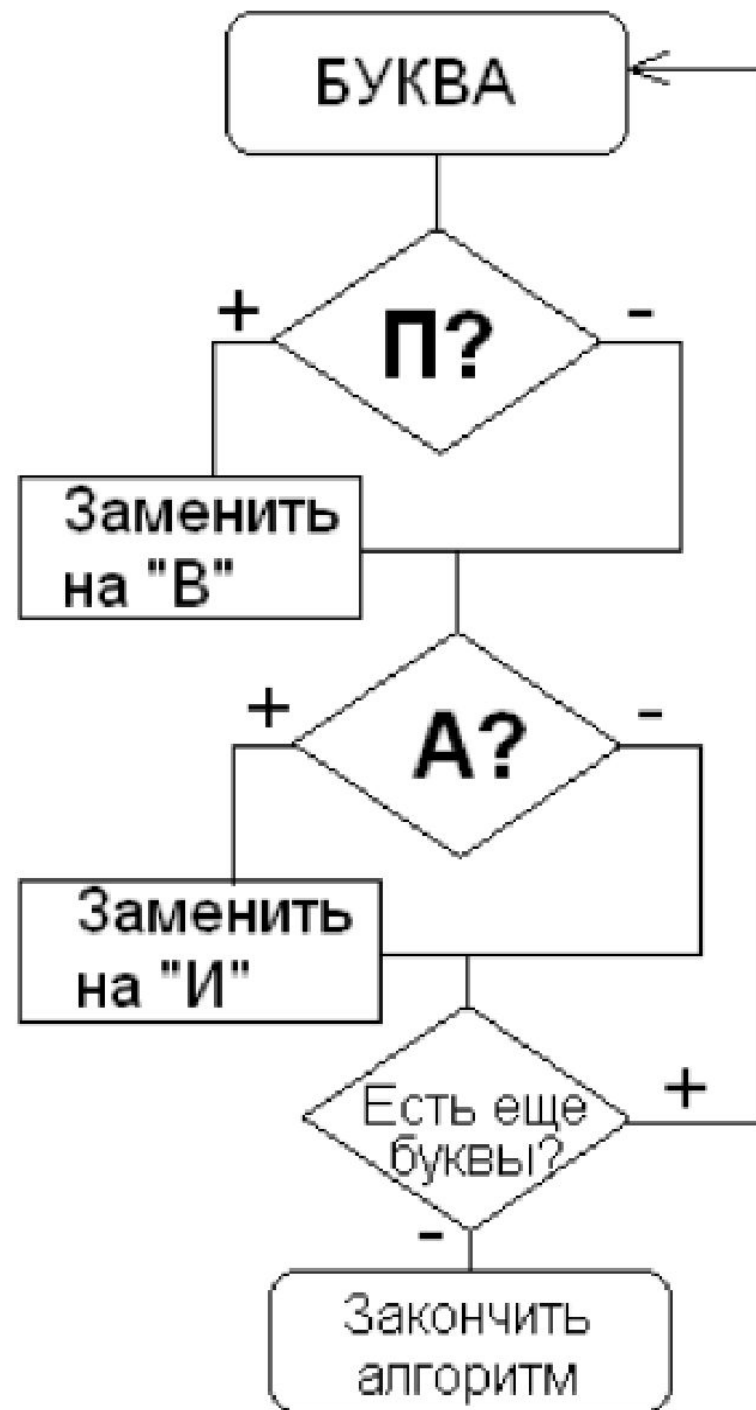 БУКВА
+
-
П?
Заменить
на "В"
+
-
А?
Заменить
на "И"
Есть еще
буквы?
+
-
Закончить
алгоритм